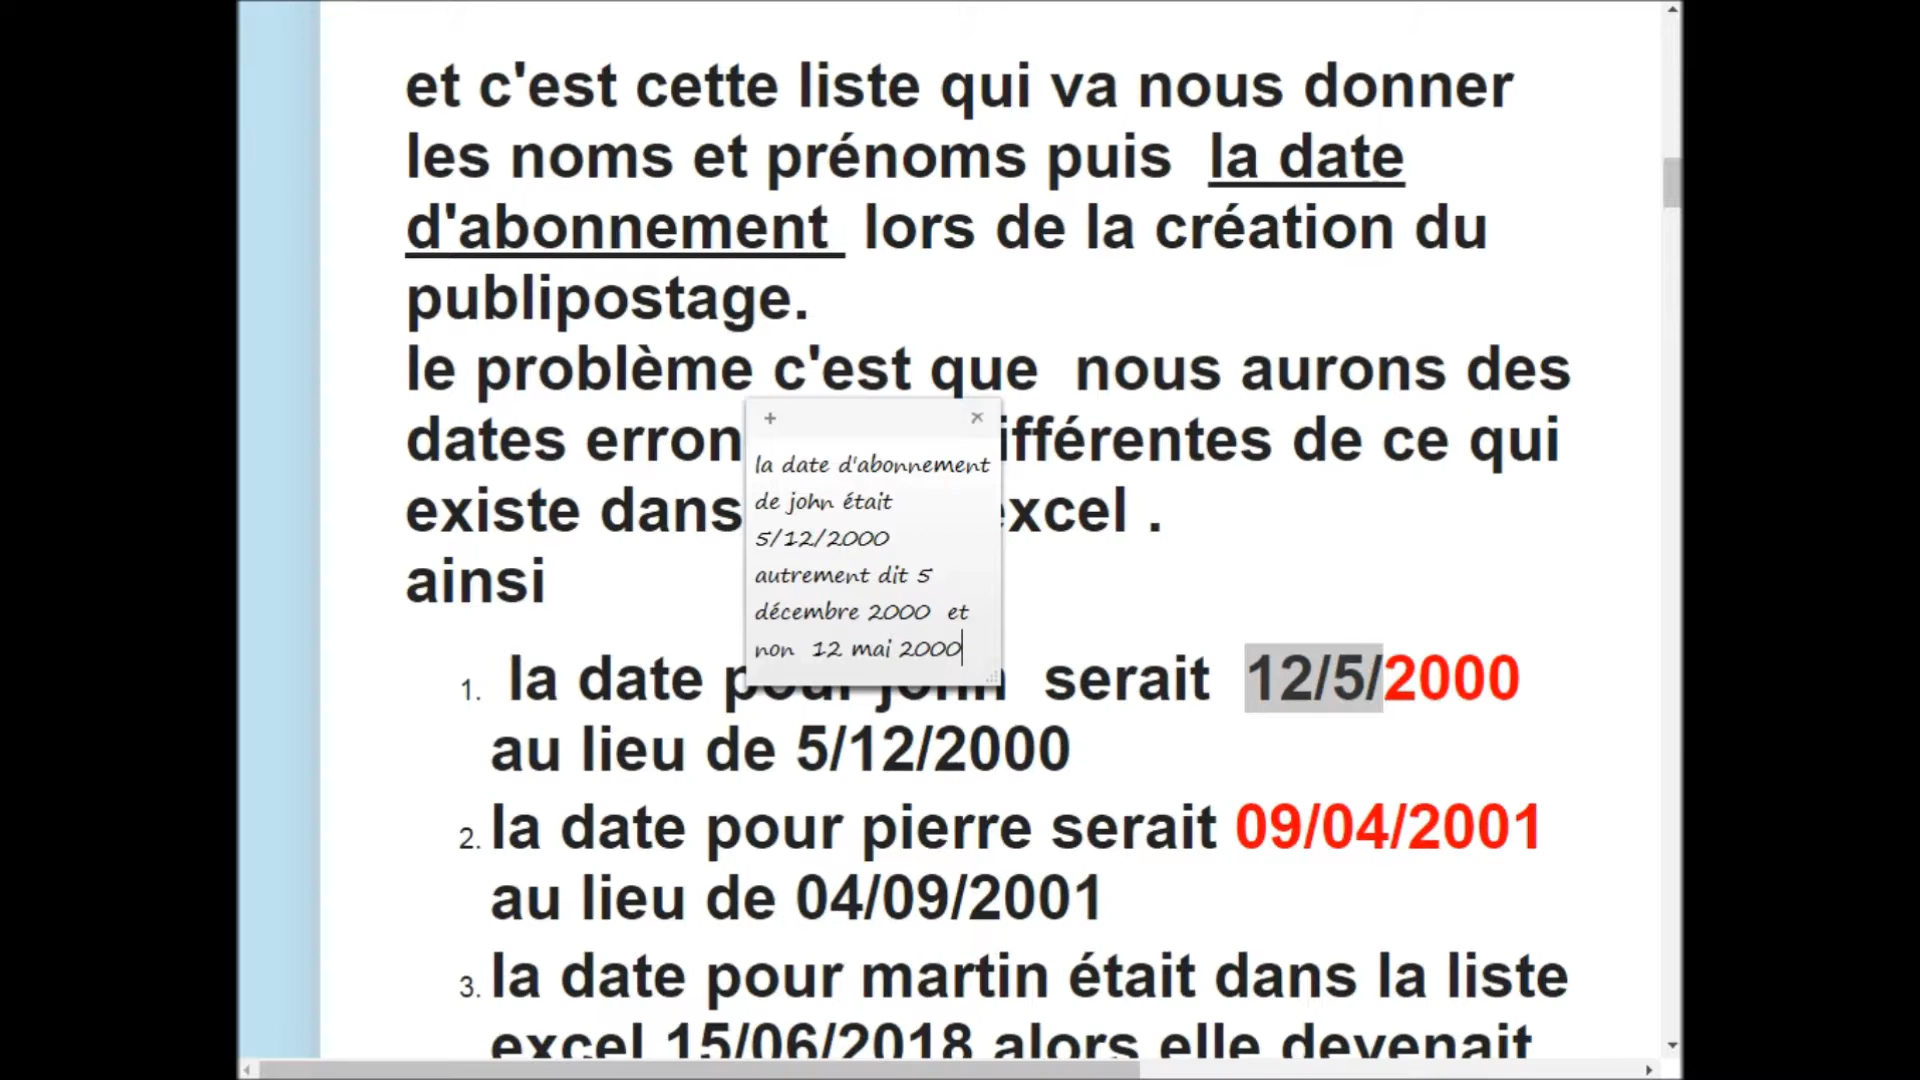 et c'est cette liste qui va nous donner
les noms et prénoms puis la date
d'abonnement lors de la création du
publipostage.
le problème c'est que nous aurons des
dates erron ifférentes de ce qui
existe dans excel .
ainsi
+ ×
la date d'abonnement
de john était
5/12/2000
autrement dit 5
décembre 2000 et
non 12 mai 2000
1. la date pour john serait 12/5/2000
au lieu de 5/12/2000
2. la date pour pierre serait 09/04/2001
au lieu de 04/09/2001
3. la date pour martin était dans la liste
excel 15/06/2018 alors elle devenait